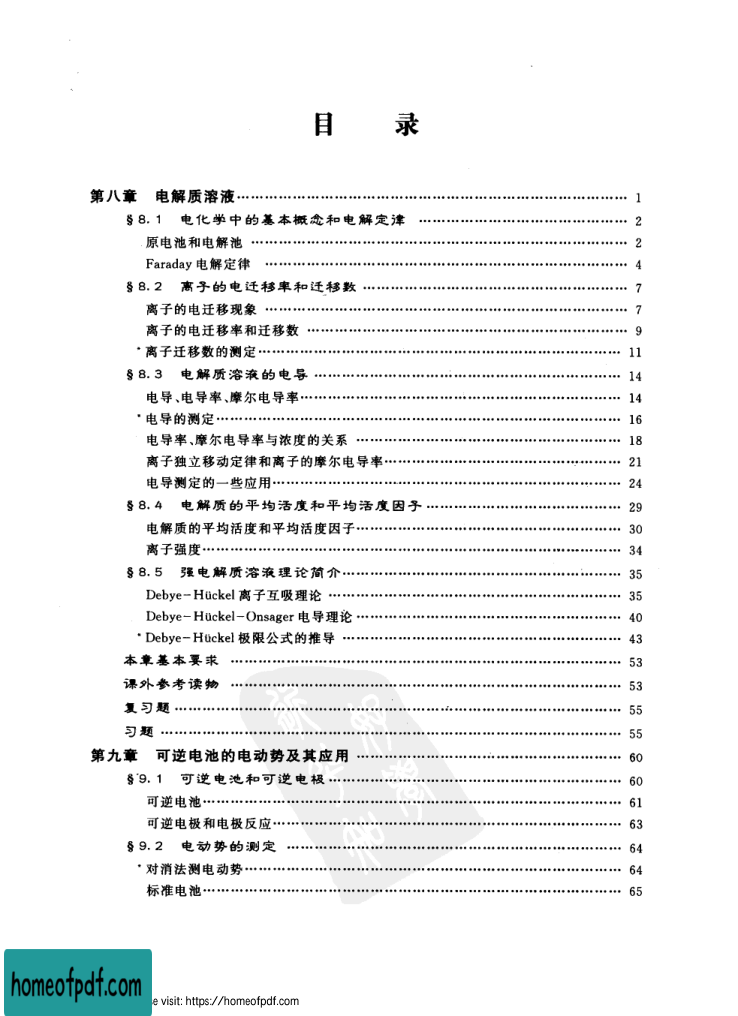 目 录
第八章 电解质溶液…… 1
§8.1 电化学中的基本概念和电解定律…… 2
原电池和电解池…… 2
Faraday 电解定律…… 4
§8.2 离子的电迁移率和迁移数…… 7
离子的电迁移现象…… 7
离子的电迁移率和迁移数…… 9
*离子迁移数的测定…… 11
§8.3 电解质溶液的电导…… 14
电导、电导率、摩尔电导率…… 14
*电导的测定…… 16
电导率、摩尔电导率与浓度的关系…… 18
离子独立移动定律和离子的摩尔电导率…… 21
电导测定的一些应用…… 24
§8.4 电解质的平均活度和平均活度因子…… 29
电解质的平均活度和平均活度因子…… 30
离子强度…… 34
§8.5 强电解质溶液理论简介…… 35
Debye-Hückel 离子互吸理论…… 35
Debye-Hückel-Onsager 电导理论…… 40
*Debye-Hückel 极限公式的推导…… 43
本章基本要求…… 53
课外参考读物…… 53
复习题…… 55
习题…… 55
第九章 可逆电池的电动势及其应用…… 60
§9.1 可逆电池和可逆电极…… 60
可逆电池…… 61
可逆电极和电极反应…… 63
§9.2 电动势的测定…… 64
*对消法测电动势…… 64
标准电池…… 65
homeofpdf.com
e visit: https://homeofpdf.com